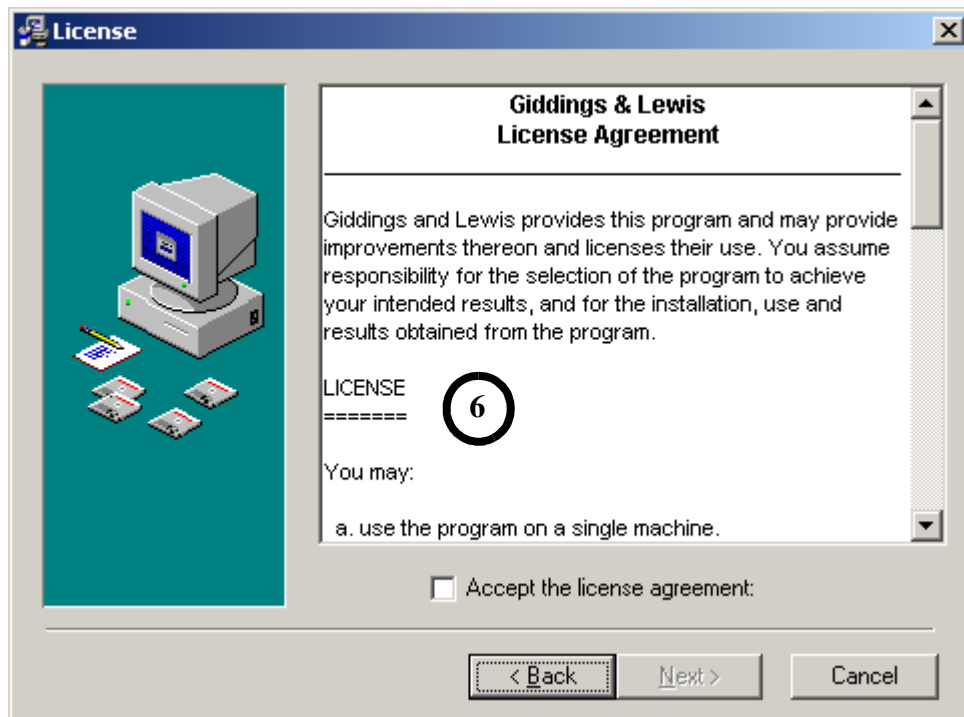 License
Giddings & Lewis
License Agreement
Giddings and Lewis provides this program and may provide
improvements thereon and licenses their use. You assume
responsibility for the selection of the program to achieve
your intended results, and for the installation, use and
results obtained from the program.
LICENSE
=======
6
You may:
a. use the program on a single machine.
Accept the license agreement:
< Back
Next >
Cancel